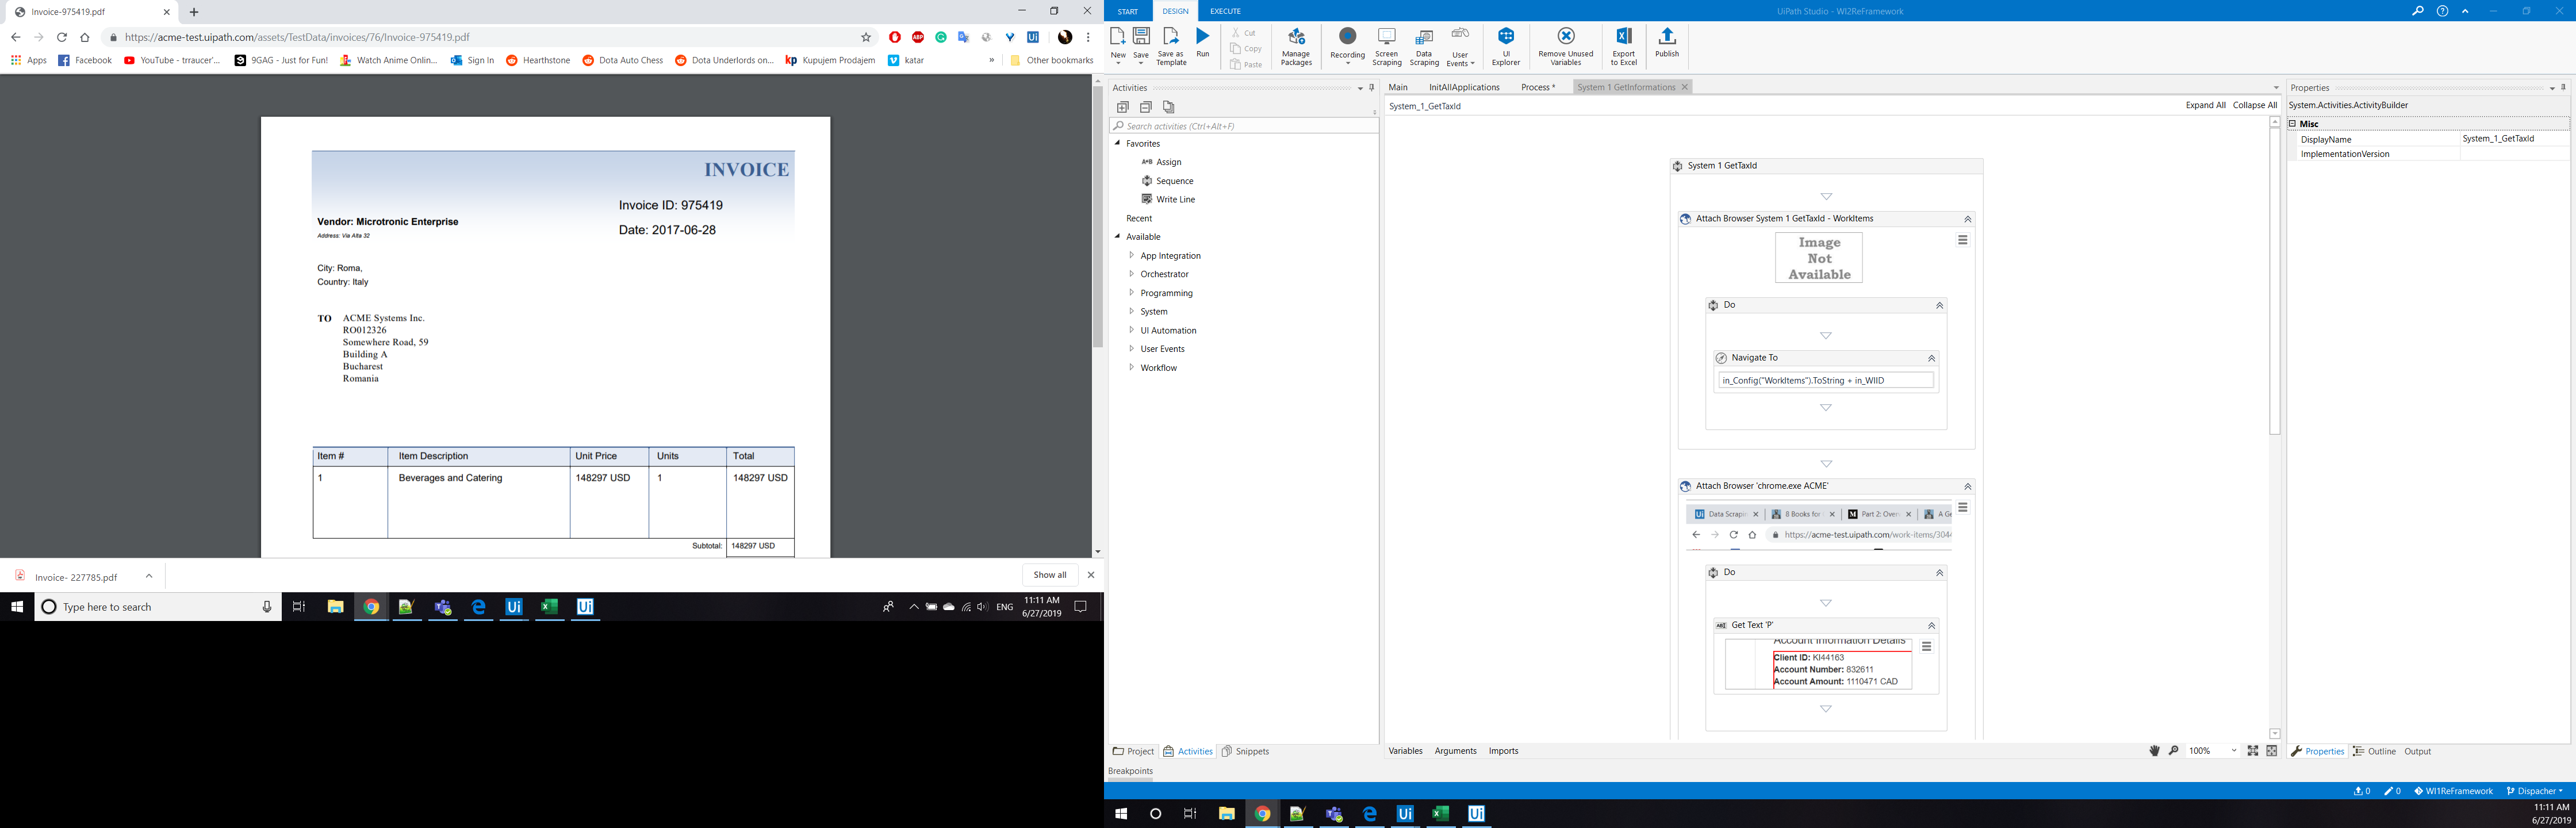 Invoice-975419.pdf
https://acme-test.uipath.com/assets/TestData/invoices/76/Invoice-975419.pdf
Apps Facebook YouTube - trraucer'... 9GAG - Just for Fun! Watch Anime Onlin... Sign In Hearthstone Dota Auto Chess Dota Underlords on... Kupujem Prodajem katar » Other bookmarks
INVOICE
Invoice ID: 975419
Vendor: Microtronic Enterprise
Date: 2017-06-28
Address: Via Alta 32
City: Roma,
Country: Italy
TO ACME Systems Inc.
RO012326
Somewhere Road, 59
Building A
Bucharest
Romania
Item # Item Description Unit Price Units Total
1 Beverages and Catering 148297 USD 1 148297 USD
Subtotal: 148297 USD
Invoice- 227785.pdf
Show all
Type here to search
ENG
11:11 AM
6/27/2019
START DESIGN EXECUTE
UiPath Studio - WI2ReFramework
New Save Save as Template Run
Cut
Copy
Paste
Manage Packages Recording Screen Scraping Data Scraping User Events UI Explorer Remove Unused Variables Export to Excel Publish
Activities
Search activities (Ctrl+Alt+F)
Favorites
Assign
Sequence
Write Line
Recent
Available
App Integration
Orchestrator
Programming
System
UI Automation
User Events
Workflow
Project Activities Snippets
Breakpoints
Main InitAllApplications Process * System 1 GetInformations
System_1_GetTaxId Expand All Collapse All
System 1 GetTaxId
Attach Browser System 1 GetTaxId - WorkItems
Image
Not
Available
Do
Navigate To
in_Config("WorkItems").ToString + in_WIID
Attach Browser 'chrome.exe ACME'
Data Scrapin 8 Books for Part 2: Over A Ge
https://acme-test.uipath.com/work-items/3044
Do
Get Text 'P'
Account Information Details
Client ID: KI44163
Account Number: 832611
Account Amount: 1110471 CAD
Variables Arguments Imports
100%
Properties
System.Activities.ActivityBuilder
Misc
DisplayName System_1_GetTaxId
ImplementationVersion
Properties Outline Output
0 0 WI1ReFramework Dispacher
11:11 AM
6/27/2019